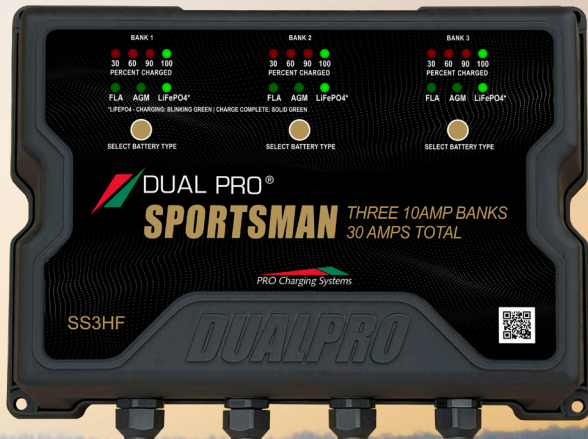 BANK 1
30 60 90 100
PERCENT CHARGED
FLA AGM LiFePO4*
*LIFEPO4 - CHARGING: BLINKING GREEN | CHARGE COMPLETE: SOLID GREEN
SELECT BATTERY TYPE
BANK 2
30 60 90 100
PERCENT CHARGED
FLA AGM LiFePO4*
SELECT BATTERY TYPE
BANK 3
30 60 90 100
PERCENT CHARGED
FLA AGM LiFePO4*
SELECT BATTERY TYPE
DUAL PRO®
SPORTSMAN
THREE 10AMP BANKS
30 AMPS TOTAL
PRO Charging Systems
SS3HF
DUALPRO